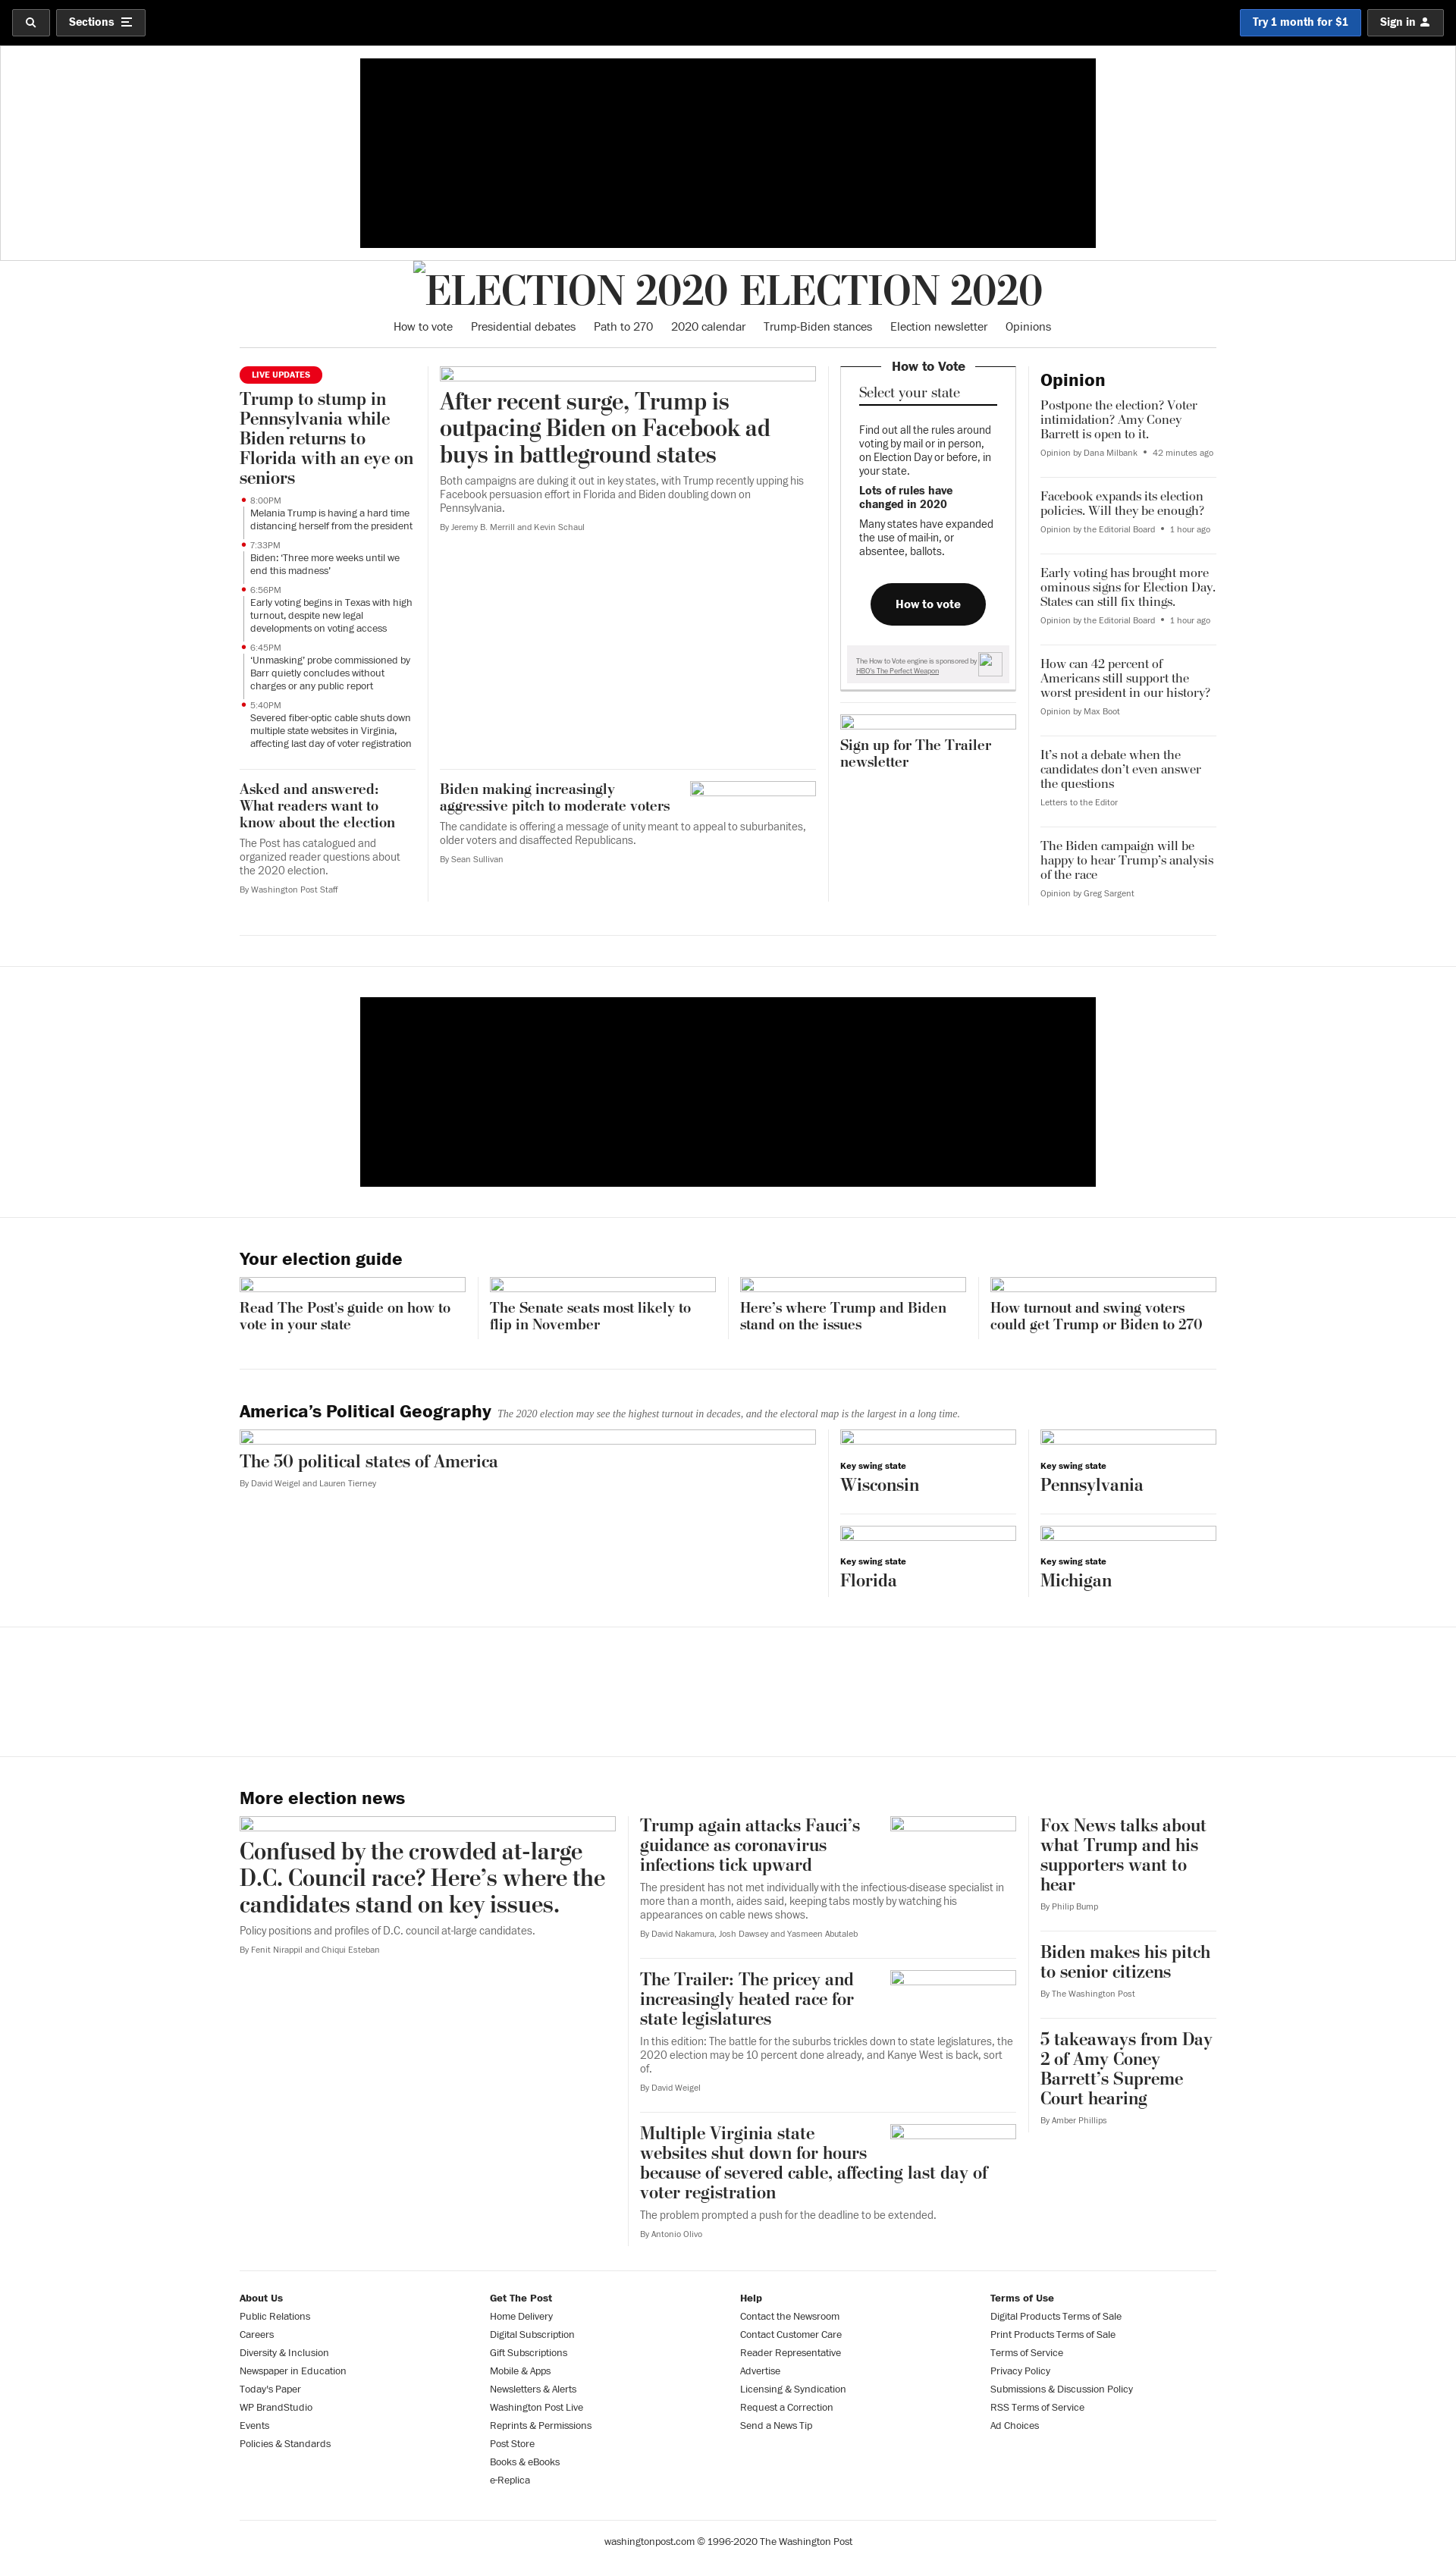 Sections
Try 1 month for $1
Sign in
ELECTION 2020 ELECTION 2020
How to vote
Presidential debates
Path to 270
2020 calendar
Trump-Biden stances
Election newsletter
Opinions
LIVE UPDATES
Trump to stump in
Pennsylvania while
Biden returns to
Florida with an eye on
seniors
8:00PM
Melania Trump is having a hard time
distancing herself from the president
7:33PM
Biden: ‘Three more weeks until we
end this madness’
6:56PM
Early voting begins in Texas with high
turnout, despite new legal
developments on voting access
6:45PM
‘Unmasking’ probe commissioned by
Barr quietly concludes without
charges or any public report
5:40PM
Severed fiber-optic cable shuts down
multiple state websites in Virginia,
affecting last day of voter registration
Asked and answered:
What readers want to
know about the election
The Post has catalogued and
organized reader questions about
the 2020 election.
By Washington Post Staff
After recent surge, Trump is
outpacing Biden on Facebook ad
buys in battleground states
Both campaigns are duking it out in key states, with Trump recently upping his
Facebook persuasion effort in Florida and Biden doubling down on
Pennsylvania.
By Jeremy B. Merrill and Kevin Schaul
Biden making increasingly
aggressive pitch to moderate voters
The candidate is offering a message of unity meant to appeal to suburbanites,
older voters and disaffected Republicans.
By Sean Sullivan
How to Vote
Select your state
Find out all the rules around
voting by mail or in person,
on Election Day or before, in
your state.
Lots of rules have
changed in 2020
Many states have expanded
the use of mail-in, or
absentee, ballots.
How to vote
The How to Vote engine is sponsored by
HBO's The Perfect Weapon
Sign up for The Trailer
newsletter
Opinion
Postpone the election? Voter
intimidation? Amy Coney
Barrett is open to it.
Opinion by Dana Milbank • 42 minutes ago
Facebook expands its election
policies. Will they be enough?
Opinion by the Editorial Board • 1 hour ago
Early voting has brought more
ominous signs for Election Day.
States can still fix things.
Opinion by the Editorial Board • 1 hour ago
How can 42 percent of
Americans still support the
worst president in our history?
Opinion by Max Boot
It’s not a debate when the
candidates don’t even answer
the questions
Letters to the Editor
The Biden campaign will be
happy to hear Trump’s analysis
of the race
Opinion by Greg Sargent
Your election guide
Read The Post's guide on how to
vote in your state
The Senate seats most likely to
flip in November
Here’s where Trump and Biden
stand on the issues
How turnout and swing voters
could get Trump or Biden to 270
America’s Political Geography The 2020 election may see the highest turnout in decades, and the electoral map is the largest in a long time.
The 50 political states of America
By David Weigel and Lauren Tierney
Key swing state
Wisconsin
Key swing state
Pennsylvania
Key swing state
Florida
Key swing state
Michigan
More election news
Confused by the crowded at-large
D.C. Council race? Here’s where the
candidates stand on key issues.
Policy positions and profiles of D.C. council at-large candidates.
By Fenit Nirappil and Chiqui Esteban
Trump again attacks Fauci’s
guidance as coronavirus
infections tick upward
The president has not met individually with the infectious-disease specialist in
more than a month, aides said, keeping tabs mostly by watching his
appearances on cable news shows.
By David Nakamura, Josh Dawsey and Yasmeen Abutaleb
The Trailer: The pricey and
increasingly heated race for
state legislatures
In this edition: The battle for the suburbs trickles down to state legislatures, the
2020 election may be 10 percent done already, and Kanye West is back, sort
of.
By David Weigel
Multiple Virginia state
websites shut down for hours
because of severed cable, affecting last day of
voter registration
The problem prompted a push for the deadline to be extended.
By Antonio Olivo
Fox News talks about
what Trump and his
supporters want to
hear
By Philip Bump
Biden makes his pitch
to senior citizens
By The Washington Post
5 takeaways from Day
2 of Amy Coney
Barrett’s Supreme
Court hearing
By Amber Phillips
About Us
Public Relations
Careers
Diversity & Inclusion
Newspaper in Education
Today's Paper
WP BrandStudio
Events
Policies & Standards
Get The Post
Home Delivery
Digital Subscription
Gift Subscriptions
Mobile & Apps
Newsletters & Alerts
Washington Post Live
Reprints & Permissions
Post Store
Books & eBooks
e-Replica
Help
Contact the Newsroom
Contact Customer Care
Reader Representative
Advertise
Licensing & Syndication
Request a Correction
Send a News Tip
Terms of Use
Digital Products Terms of Sale
Print Products Terms of Sale
Terms of Service
Privacy Policy
Submissions & Discussion Policy
RSS Terms of Service
Ad Choices
washingtonpost.com © 1996-2020 The Washington Post